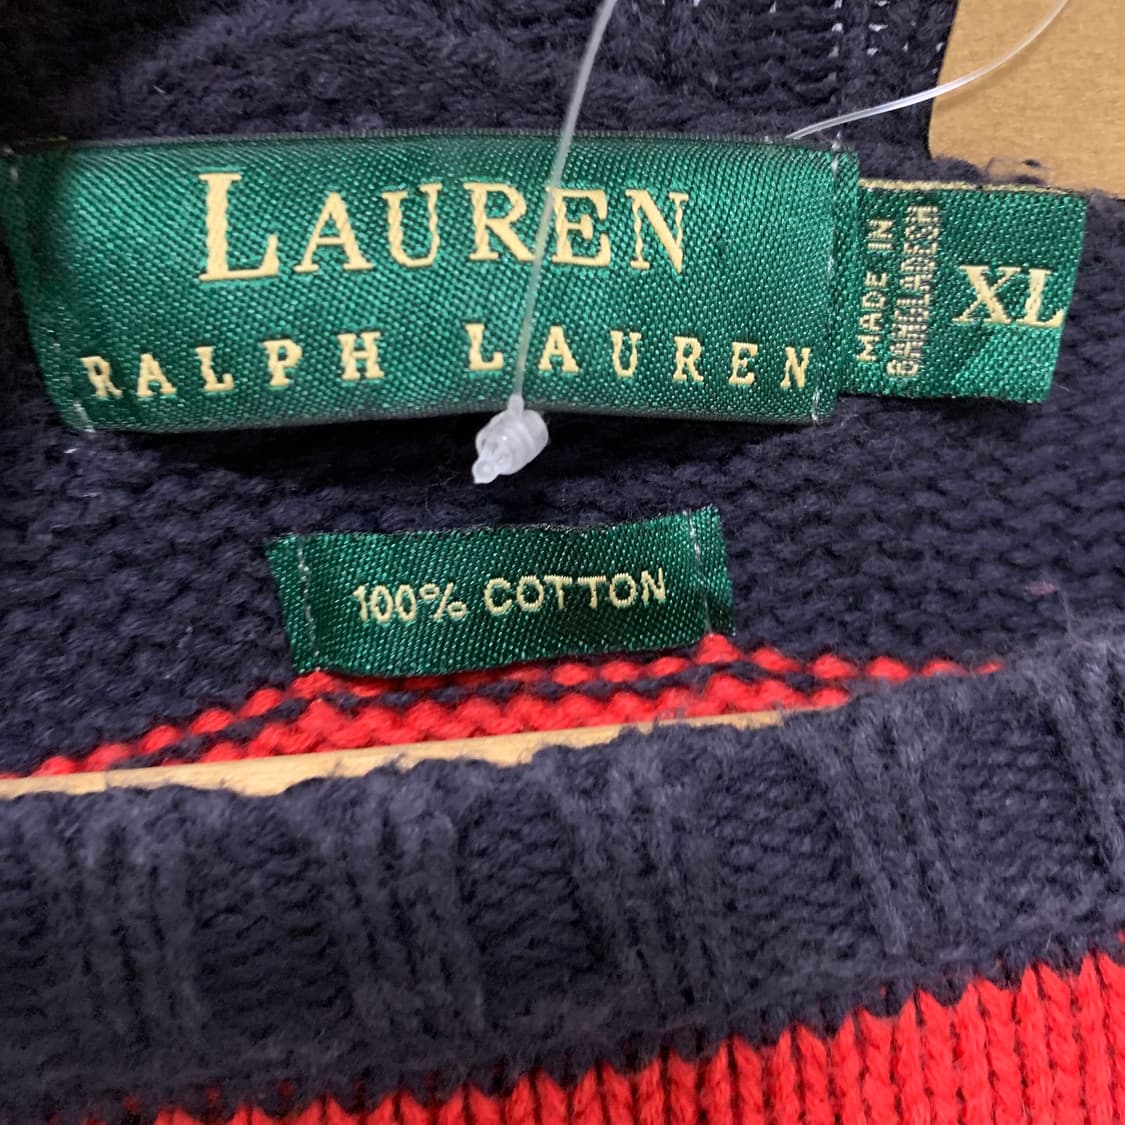 LAUREN
RALPH LAUREN
MADE IN
BANGLADESH
XL
100% COTTON